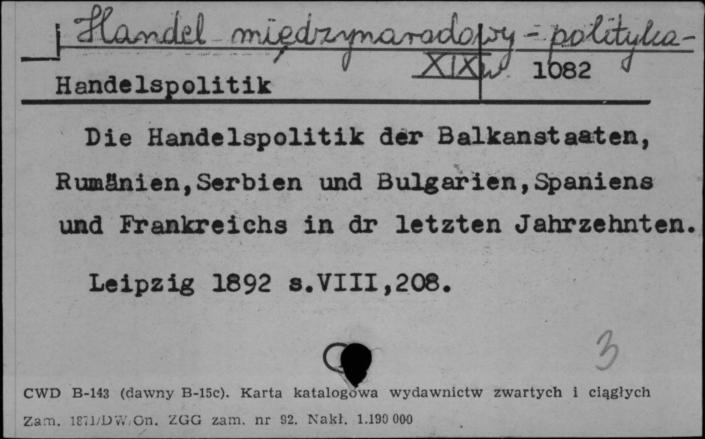 Handel międzynarodowy - polityka -
XIX w. 1082
Handelspolitik
Die Handelspolitik der Balkanstaaten,
Rumänien,Serbien und Bulgarien,Spaniens
und Frankreichs in dr letzten Jahrzehnten.
Leipzig 1892 s.VIII,208.
3
CWD B-143 (dawny B-15c). Karta katalogowa wydawnictw zwartych i ciągłych
Zam. 1871/DW/On. ZGG zam. nr 92. Nakł. 1.190 000